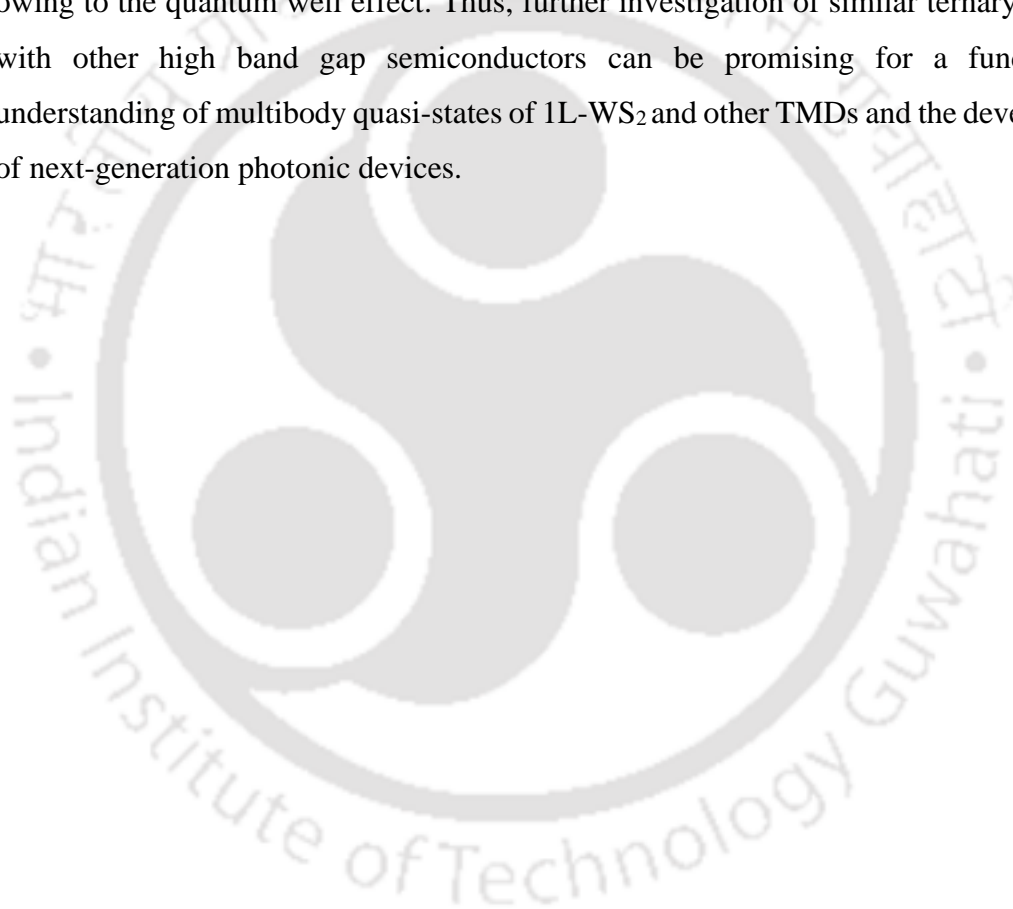 owing to the quantum well effect. Thus, further investigation of similar ternary
with other high band gap semiconductors can be promising for a fun
understanding of multibody quasi-states of 1L-WS₂ and other TMDs and the deve
of next-generation photonic devices.
Indian Institute of Technology Guwahati